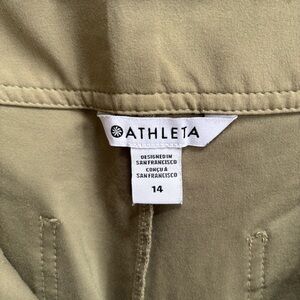 ATHLETA
DESIGNED IN
SAN FRANCISCO
CONÇU À
SAN FRANCISCO
14